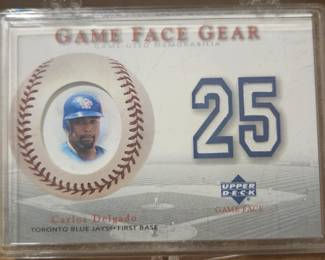 GAME FACE GEAR
GAME-USED MEMORABILIA
25
Carlos Delgado
TORONTO BLUE JAYS • FIRST BASE
UPPER
DECK
GAME FACE